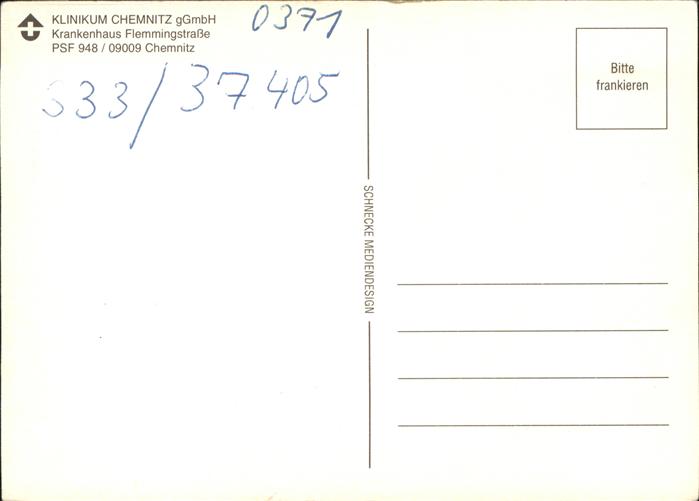 KLINIKUM CHEMNITZ gGmbH
Krankenhaus Flemmingstraße
PSF 948 / 09009 Chemnitz
0371
333/37405
Bitte
frankieren
SCHNECKE MEDIENDESIGN